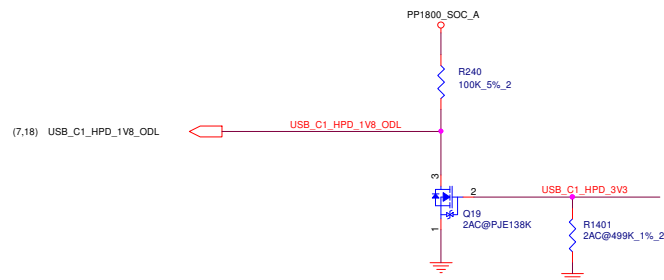 PP1800_SOC_A
R240
100K_5%_2
(7,18) USB_C1_HPD_1V8_ODL
USB_C1_HPD_1V8_ODL
3
2
USB_C1_HPD_3V3
Q19
2AC@PJE138K
1
R1401
2AC@499K_1%_2